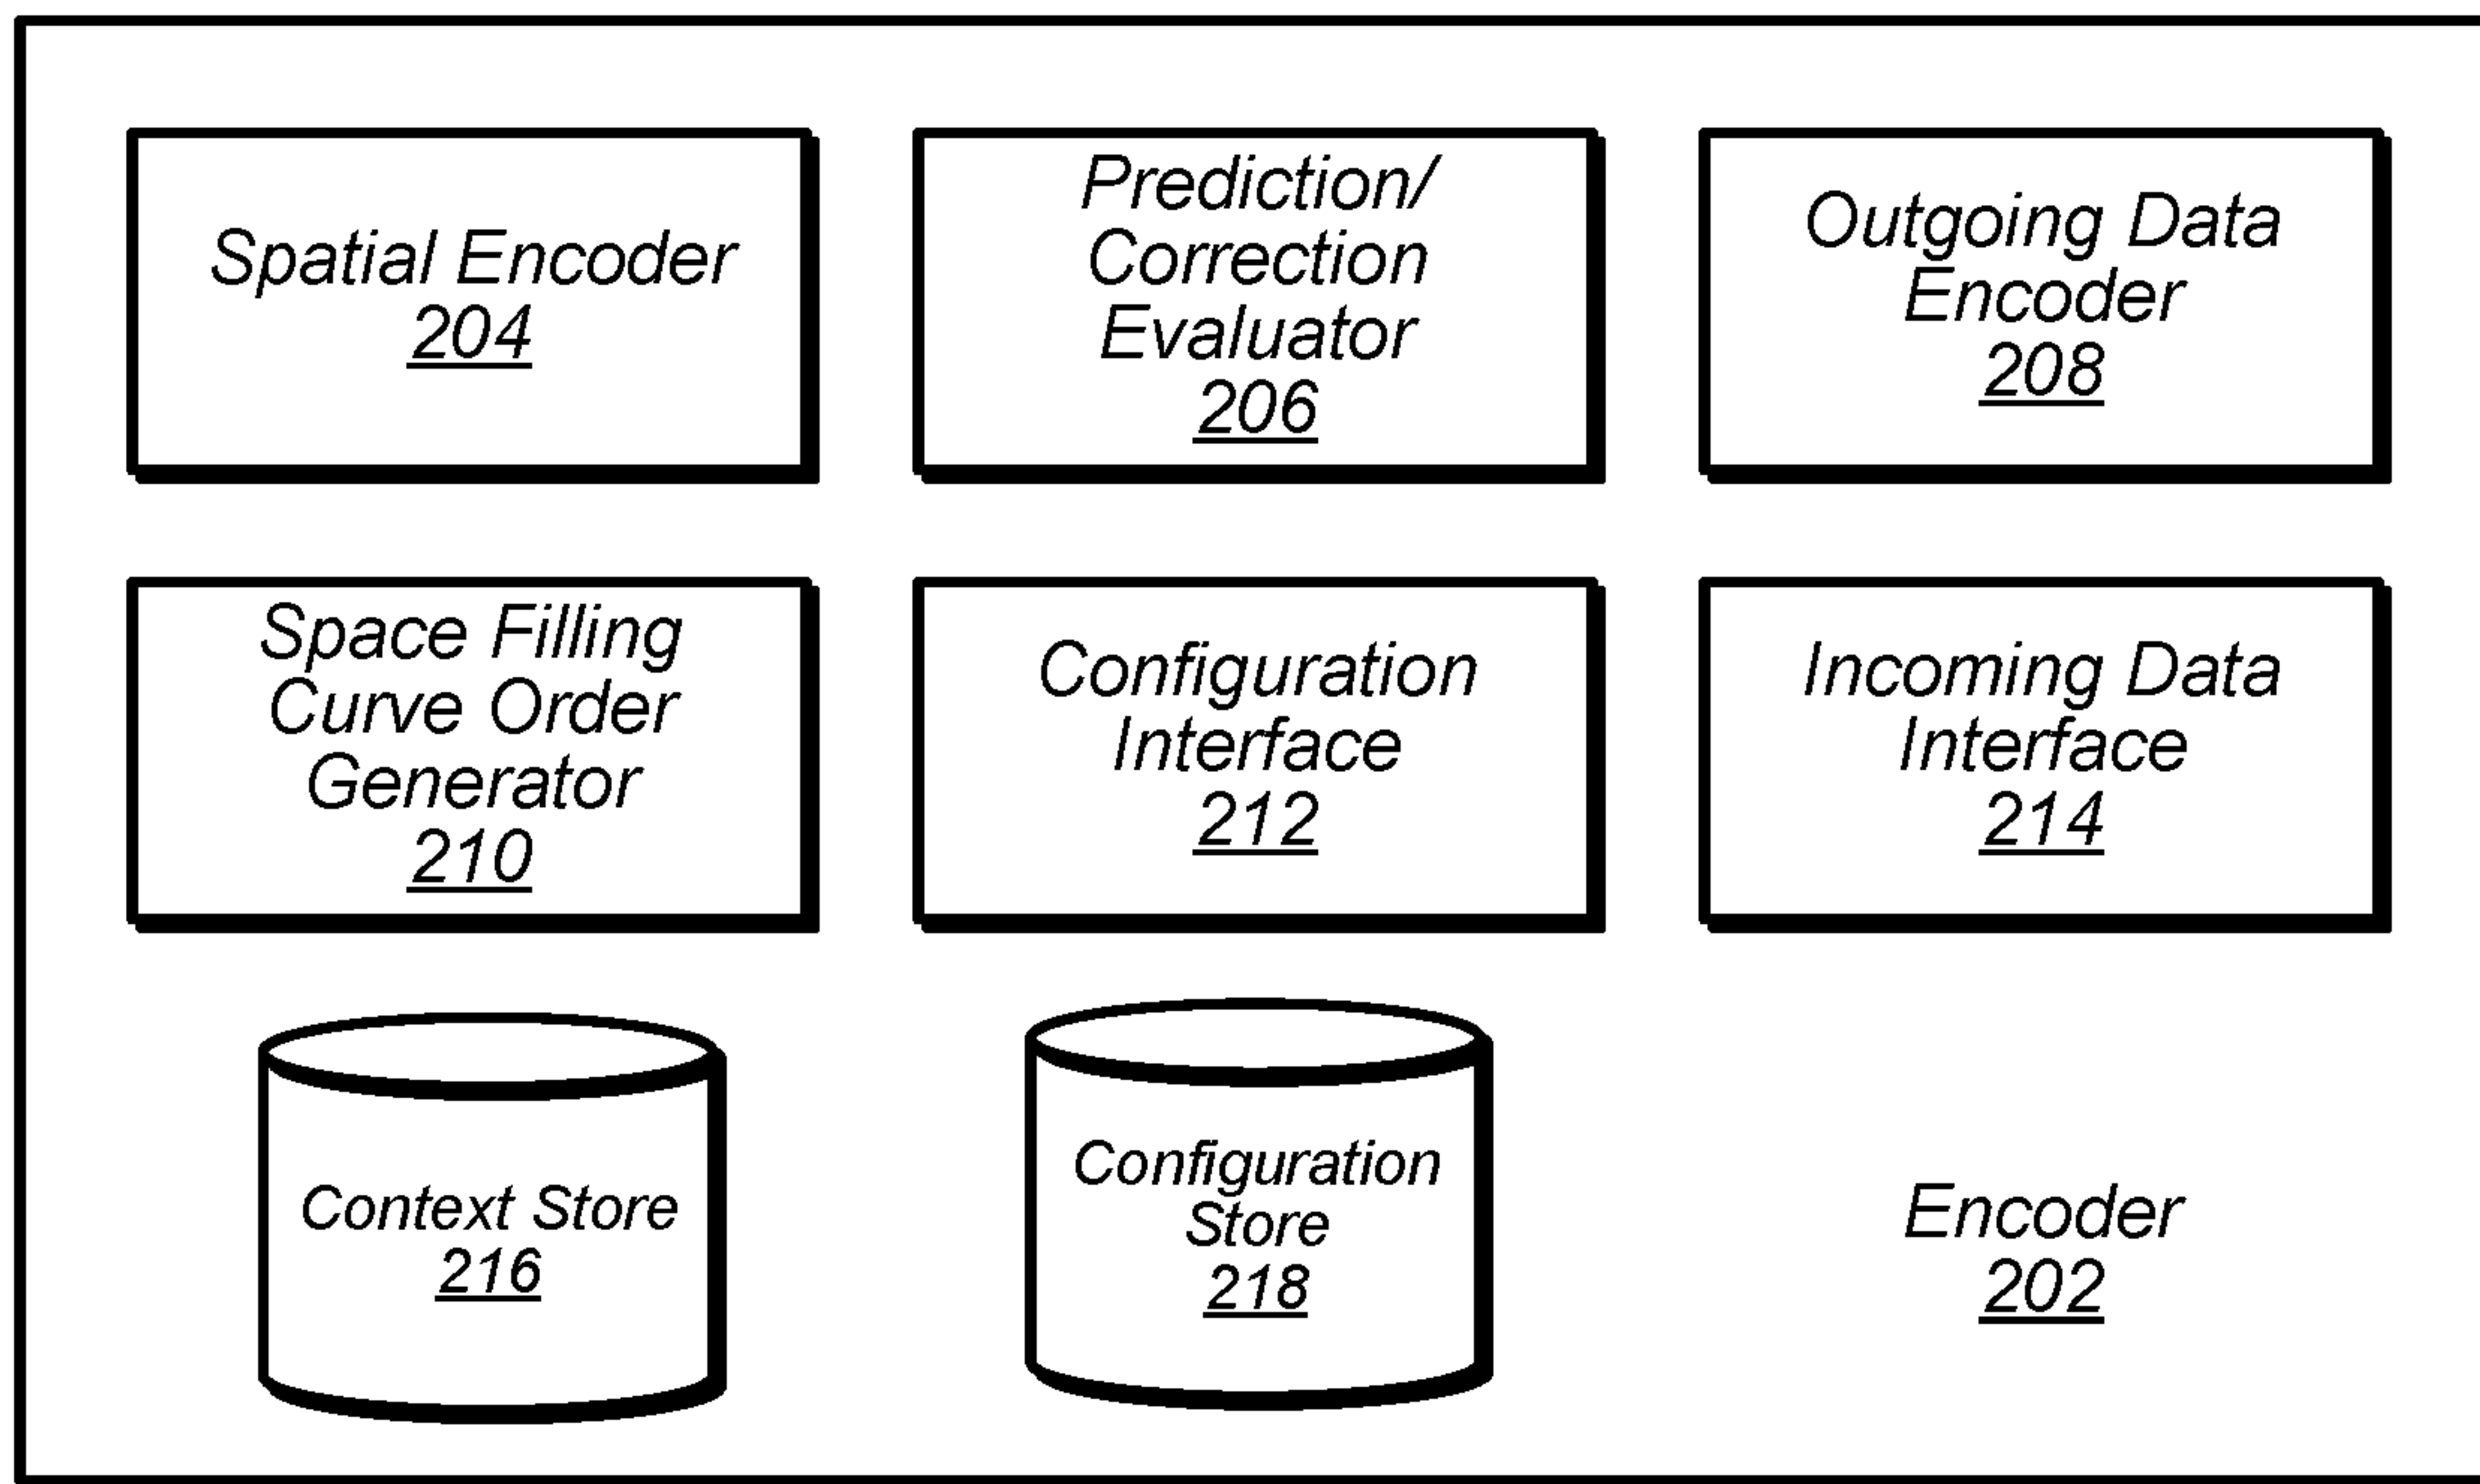 Spatial Encoder
204
Prediction/
Correction
Evaluator
206
Outgoing Data
Encoder
208
Space Filling
Curve Order
Generator
210
Configuration
Interface
212
Incoming Data
Interface
214
Context Store
216
Configuration
Store
218
Encoder
202